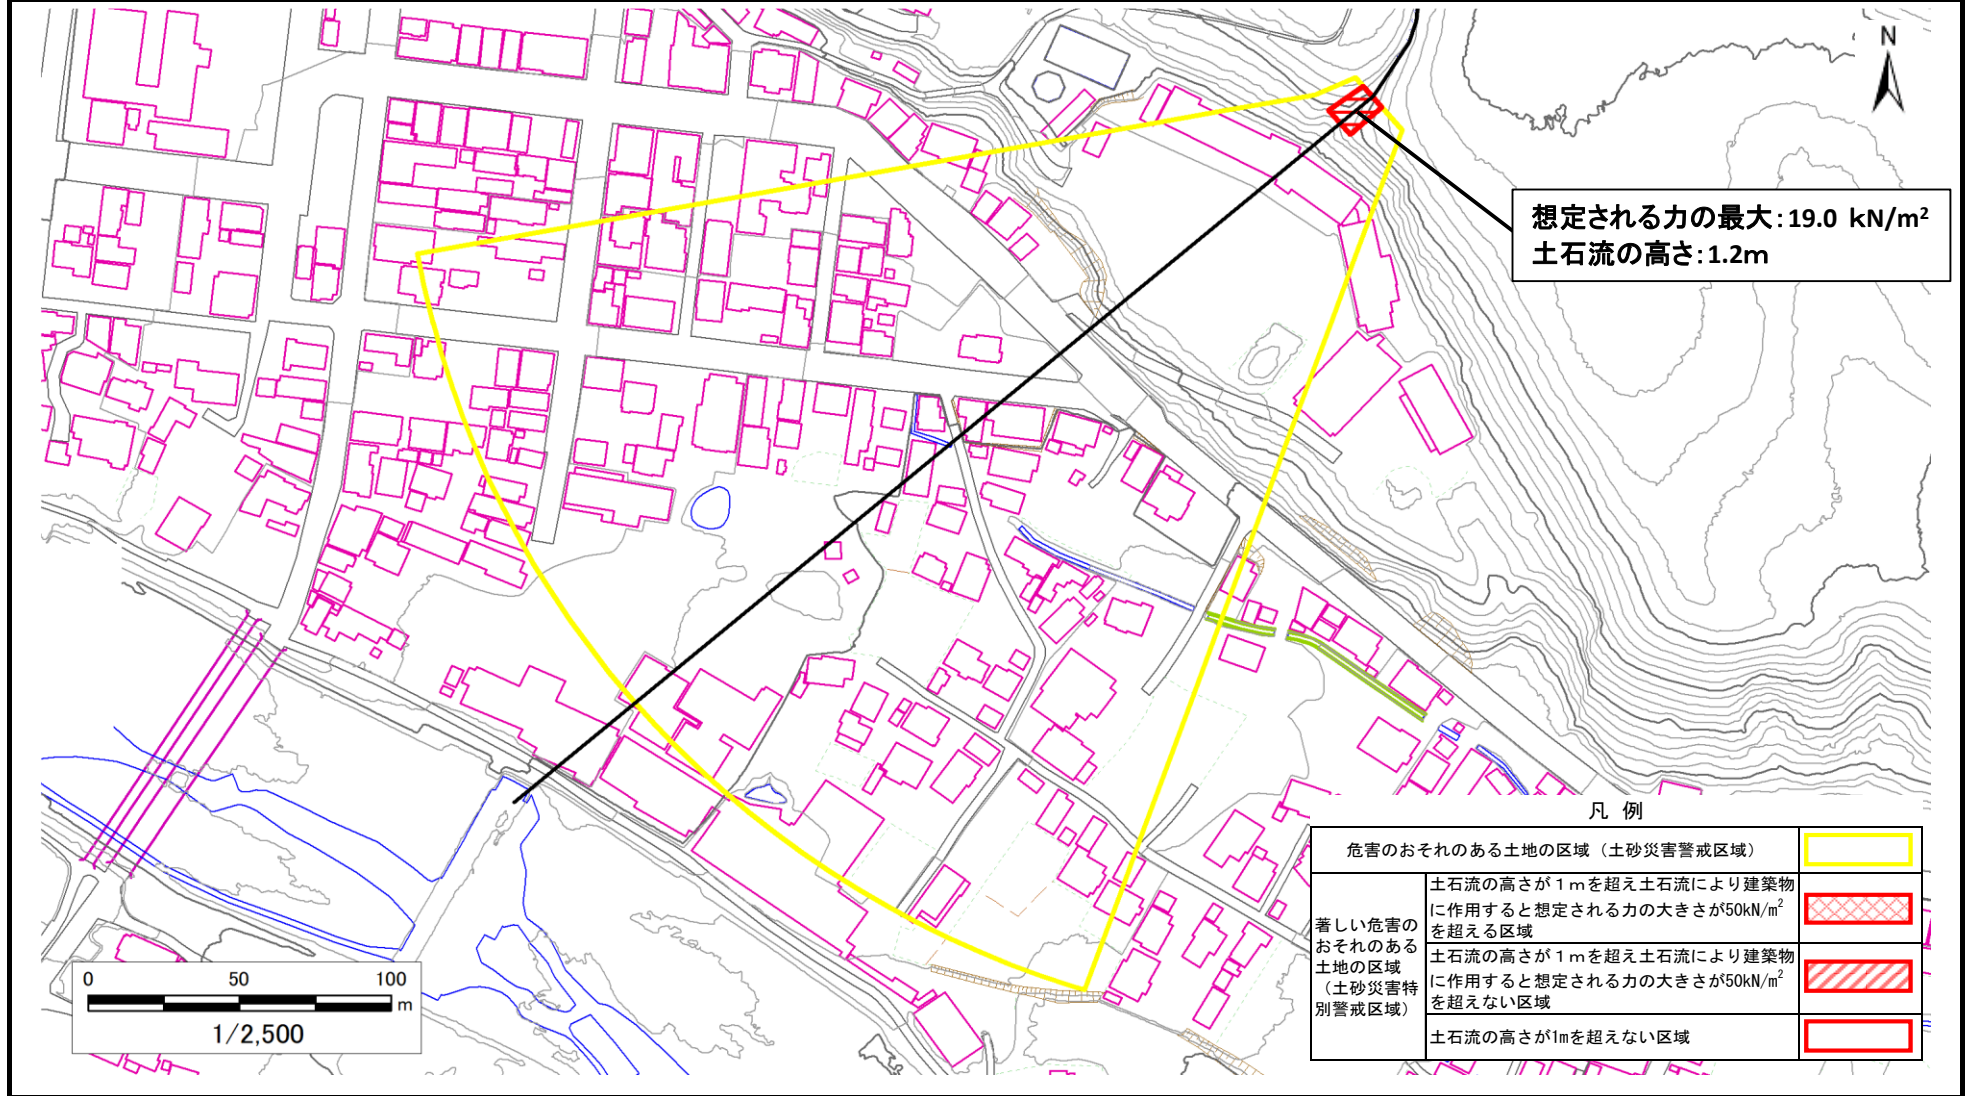 N
想定される力の最大：19.0 kN/m²
土石流の高さ：1.2m
凡 例
危害のおそれのある土地の区域（土砂災害警戒区域）
著しい危害の
おそれのある
土地の区域
（土砂災害特
別警戒区域）
土石流の高さが１ｍを超え土石流により建築物
に作用すると想定される力の大きさが50kN/㎡
を超える区域
土石流の高さが１ｍを超え土石流により建築物
に作用すると想定される力の大きさが50kN/㎡
を超えない区域
土石流の高さが1mを超えない区域
0 50 100
m
1/2,500